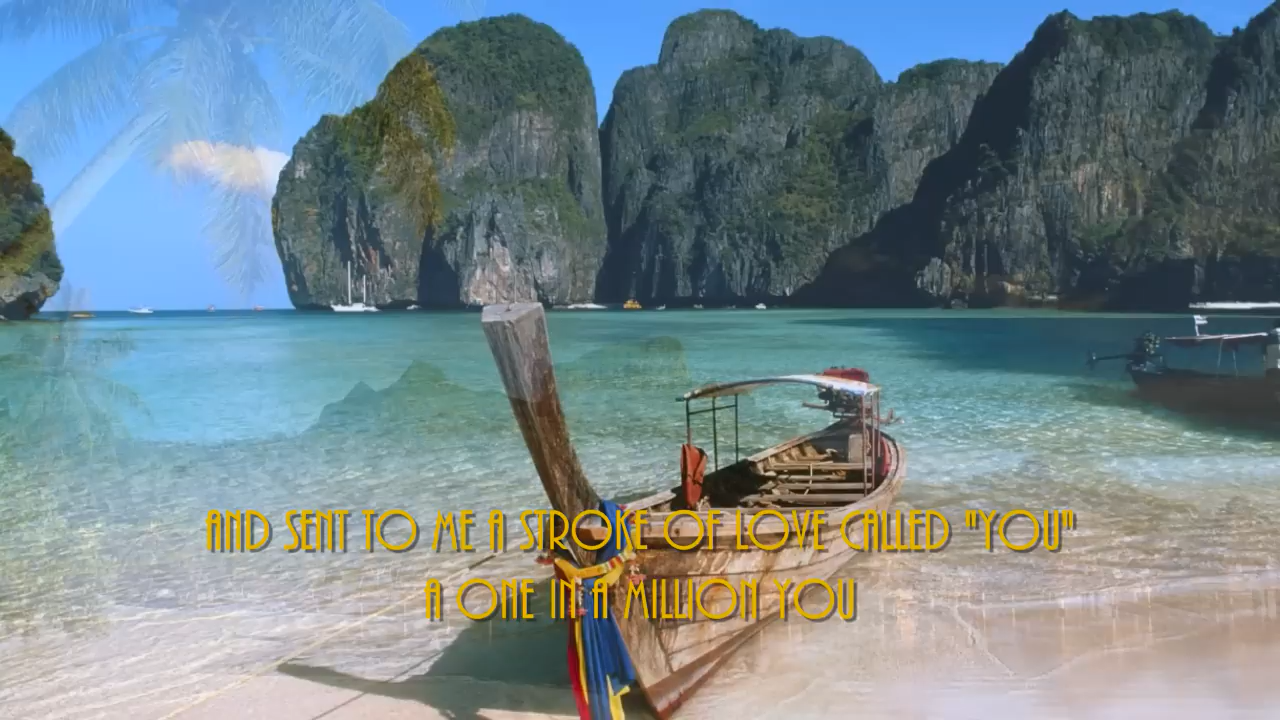 AND SENT TO ME A STROKE OF LOVE CALLED "YOU"
A ONE IN A MILLION YOU